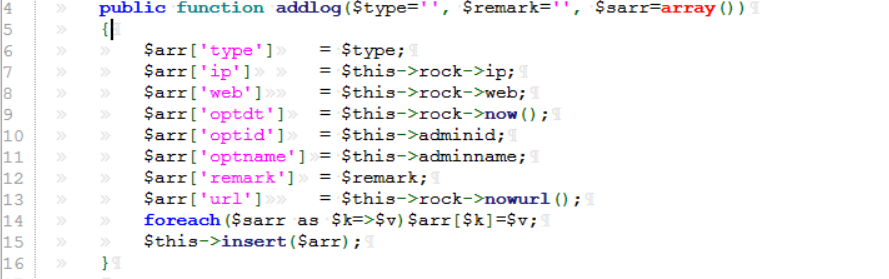 4 public function addlog($type='', $remark='', $sarr=array())
5 {
6 $arr['type'] = $type;
7 $arr['ip'] = $this->rock->ip;
8 $arr['web'] = $this->rock->web;
9 $arr['optdt'] = $this->rock->now();
10 $arr['optid'] = $this->adminid;
11 $arr['optname'] = $this->adminname;
12 $arr['remark'] = $remark;
13 $arr['url'] = $this->rock->nowurl();
14 foreach($sarr as $k=>$v)$arr[$k]=$v;
15 $this->insert($arr);
16 }